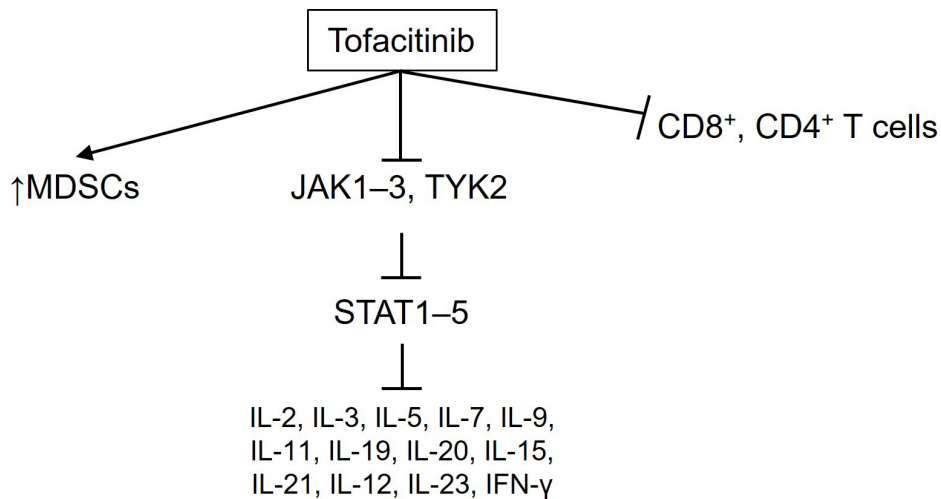 Tofacitinib
CD8⁺, CD4⁺ T cells
↑MDSCs
JAK1–3, TYK2
STAT1–5
IL-2, IL-3, IL-5, IL-7, IL-9,
IL-11, IL-19, IL-20, IL-15,
IL-21, IL-12, IL-23, IFN-γ